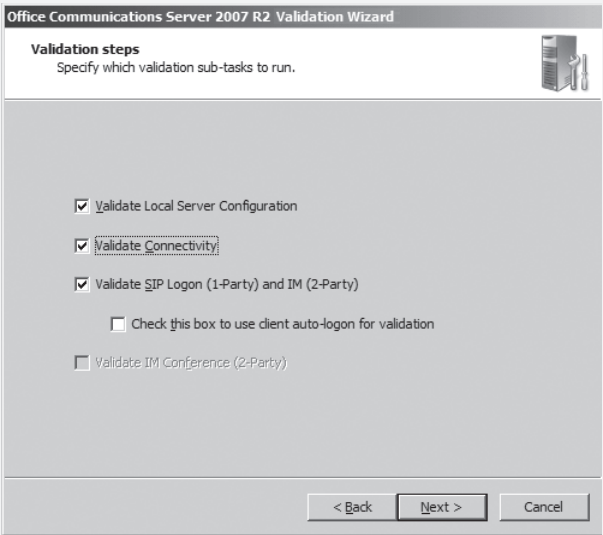 Office Communications Server 2007 R2 Validation Wizard
Validation steps
Specify which validation sub-tasks to run.
Validate Local Server Configuration
Validate Connectivity
Validate SIP Logon (1-Party) and IM (2-Party)
Check this box to use client auto-logon for validation
Validate IM Conference (2-Party)
< Back Next > Cancel